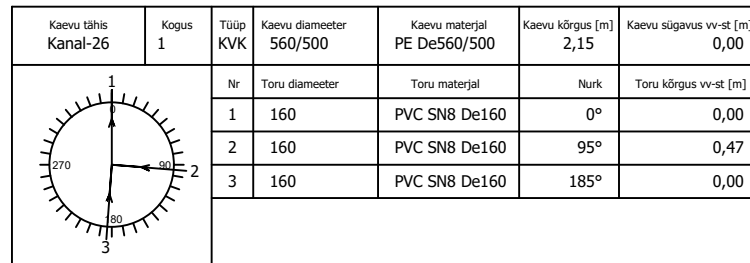 Kaevu tähis Kogus Tüüp Kaevu diameeter Kaevu materjal Kaevu kõrgus [m] Kaevu sügavus vv-st [m]
Kanal-26 1 KVK 560/500 PE De560/500 2,15 0,00
Nr Toru diameeter Toru materjal Nurk Toru kõrgus vv-st [m]
1 160 PVC SN8 De160 0° 0,00
2 160 PVC SN8 De160 95° 0,47
3 160 PVC SN8 De160 185° 0,00
1
0
270 90 2
180
3